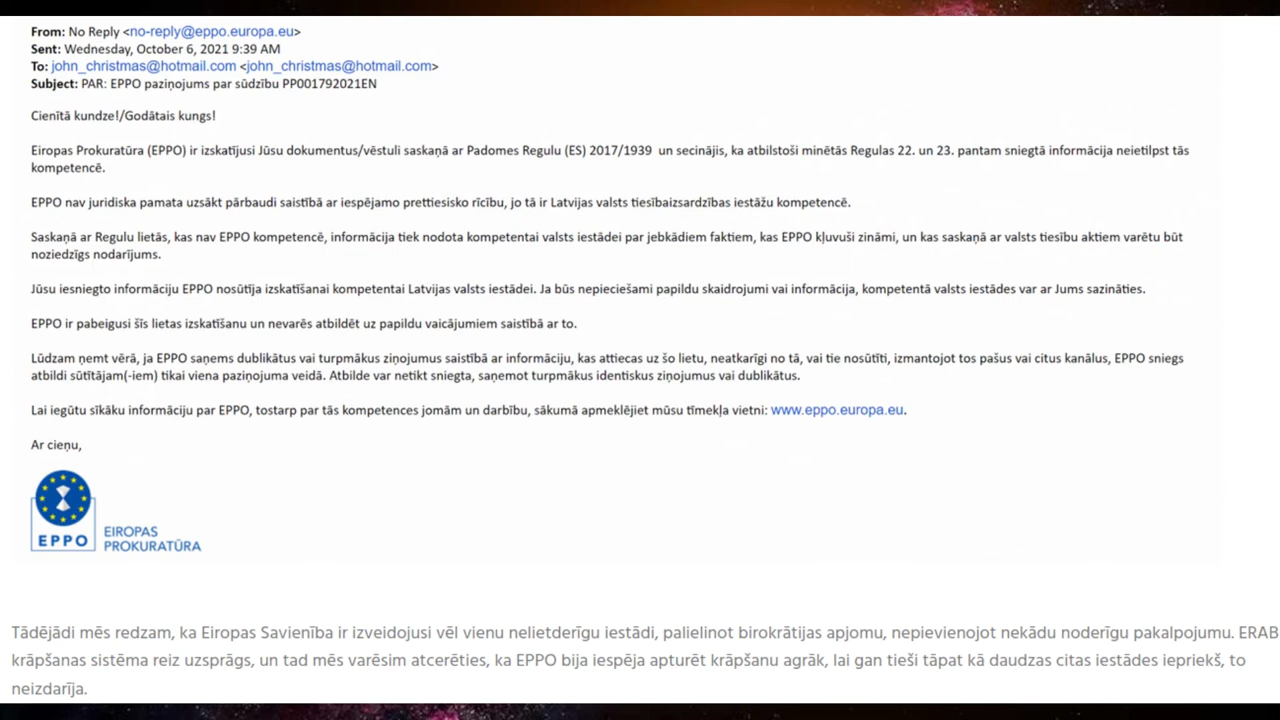 From: No Reply <no-reply@eppo.europa.eu>
Sent: Wednesday, October 6, 2021 9:39 AM
To: john_christmas@hotmail.com <john_christmas@hotmail.com>
Subject: PAR: EPPO paziņojums par sūdzību PP001792021EN
Cienītā kundze!/Godātais kungs!
Eiropas Prokuratūra (EPPO) ir izskatījusi Jūsu dokumentus/vēstuli saskaņā ar Padomes Regulu (ES) 2017/1939 un secinājis, ka atbilstoši minētās Regulas 22. un 23. pantam sniegtā informācija neietilpst tās
kompetencē.
EPPO nav juridiska pamata uzsākt pārbaudi saistībā ar iespējamo prettiesisko rīcību, jo tā ir Latvijas valsts tiesībaizsardzības iestāžu kompetencē.
Saskaņā ar Regulu lietās, kas nav EPPO kompetencē, informācija tiek nodota kompetentai valsts iestādei par jebkādiem faktiem, kas EPPO kļuvuši zināmi, un kas saskaņā ar valsts tiesību aktiem varētu būt
noziedzīgs nodarījums.
Jūsu iesniegto informāciju EPPO nosūtīja izskatīšanai kompetentai Latvijas valsts iestādei. Ja būs nepieciešami papildu skaidrojumi vai informācija, kompetentā valsts iestādes var ar Jums sazināties.
EPPO ir pabeigusi šīs lietas izskatīšanu un nevarēs atbildēt uz papildu vaicājumiem saistībā ar to.
Lūdzam ņemt vērā, ja EPPO saņems dublikātus vai turpmākus ziņojumus saistībā ar informāciju, kas attiecas uz šo lietu, neatkarīgi no tā, vai tie nosūtīti, izmantojot tos pašus vai citus kanālus, EPPO sniegs
atbildi sūtītājam(-iem) tikai viena paziņojuma veidā. Atbilde var netikt sniegta, saņemot turpmākus identiskus ziņojumus vai dublikātus.
Lai iegūtu sīkāku informāciju par EPPO, tostarp par tās kompetences jomām un darbību, sākumā apmeklējiet mūsu tīmekļa vietni: www.eppo.europa.eu.
Ar cieņu,
EPPO
EIROPAS
PROKURATŪRA
Tādējādi mēs redzam, ka Eiropas Savienība ir izveidojusi vēl vienu nelietderīgu iestādi, palielinot birokrātijas apjomu, nepievienojot nekādu noderīgu pakalpojumu. ERAB
krāpšanas sistēma reiz uzsprāgs, un tad mēs varēsim atcerēties, ka EPPO bija iespēja apturēt krāpšanu agrāk, lai gan tieši tāpat kā daudzas citas iestādes iepriekš, to
neizdarīja.